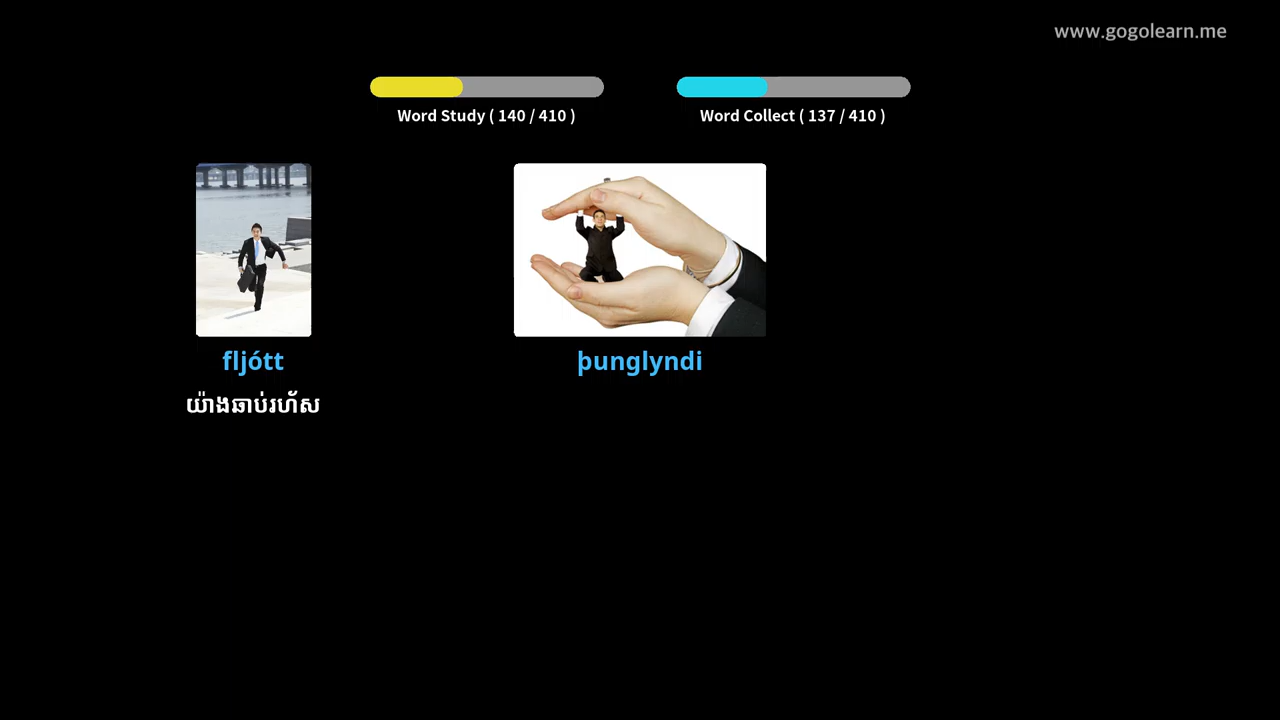 www.gogolearn.me
Word Study ( 140 / 410 )
Word Collect ( 137 / 410 )
fljótt
þunglyndi
យ៉ាងឆាប់រហ័ស